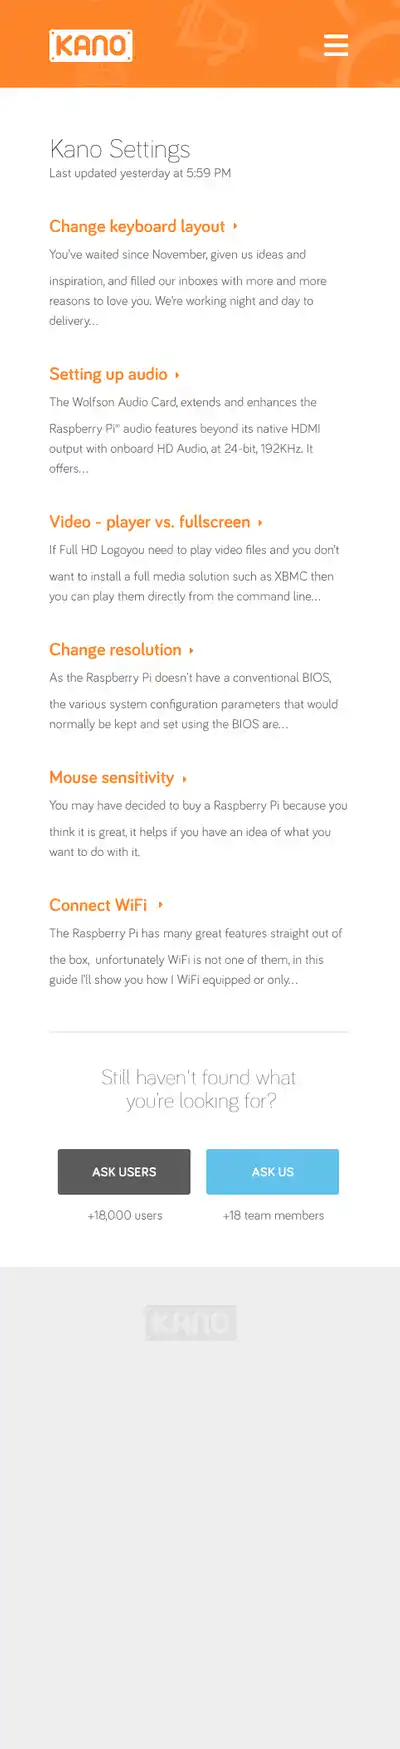 KANO
Kano Settings
Last updated yesterday at 5:59 PM
Change keyboard layout
You've waited since November, given us ideas and
inspiration, and filled our inboxes with more and more
reasons to love you. We're working night and day to
delivery...
Setting up audio
The Wolfson Audio Card, extends and enhances the
Raspberry Pi® audio features beyond its native HDMI
output with onboard HD Audio, at 24-bit, 192KHz. It
offers...
Video - player vs. fullscreen
If Full HD Logoyou need to play video files and you don't
want to install a full media solution such as XBMC then
you can play them directly from the command line...
Change resolution
As the Raspberry Pi doesn't have a conventional BIOS,
the various system configuration parameters that would
normally be kept and set using the BIOS are...
Mouse sensitivity
You may have decided to buy a Raspberry Pi because you
think it is great, it helps if you have an idea of what you
want to do with it.
Connect WiFi
The Raspberry Pi has many great features straight out of
the box, unfortunately WiFi is not one of them, in this
guide I'll show you how I WiFi equipped or only...
Still haven't found what
you're looking for?
ASK USERS
ASK US
+18,000 users
+18 team members
KANO